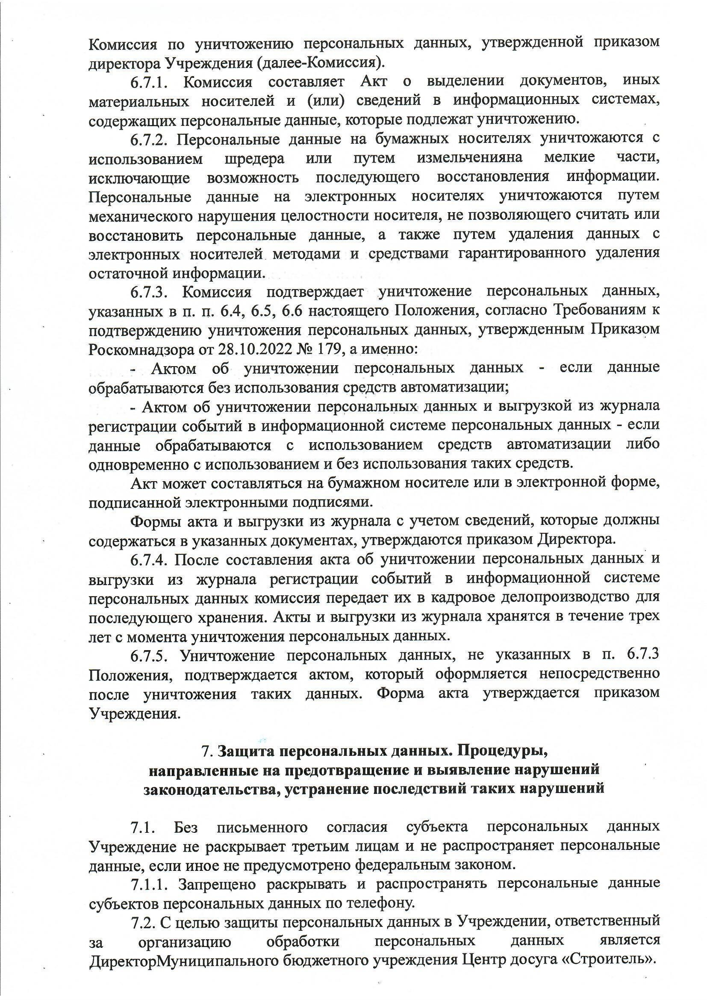 Комиссия по уничтожению персональных данных, утвержденной приказом
директора Учреждения (далее-Комиссия).
6.7.1. Комиссия составляет Акт о выделении документов, иных
материальных носителей и (или) сведений в информационных системах,
содержащих персональные данные, которые подлежат уничтожению.
6.7.2. Персональные данные на бумажных носителях уничтожаются с
использованием шредера или путем измельченияна мелкие части,
исключающие возможность последующего восстановления информации.
Персональные данные на электронных носителях уничтожаются путем
механического нарушения целостности носителя, не позволяющего считать или
восстановить персональные данные, а также путем удаления данных с
электронных носителей методами и средствами гарантированного удаления
остаточной информации.
6.7.3. Комиссия подтверждает уничтожение персональных данных,
указанных в п. п. 6.4, 6.5, 6.6 настоящего Положения, согласно Требованиям к
подтверждению уничтожения персональных данных, утвержденным Приказом
Роскомнадзора от 28.10.2022 № 179, а именно:
- Актом об уничтожении персональных данных - если данные
обрабатываются без использования средств автоматизации;
- Актом об уничтожении персональных данных и выгрузкой из журнала
регистрации событий в информационной системе персональных данных - если
данные обрабатываются с использованием средств автоматизации либо
одновременно с использованием и без использования таких средств.
Акт может составляться на бумажном носителе или в электронной форме,
подписанной электронными подписями.
Формы акта и выгрузки из журнала с учетом сведений, которые должны
содержаться в указанных документах, утверждаются приказом Директора.
6.7.4. После составления акта об уничтожении персональных данных и
выгрузки из журнала регистрации событий в информационной системе
персональных данных комиссия передает их в кадровое делопроизводство для
последующего хранения. Акты и выгрузки из журнала хранятся в течение трех
лет с момента уничтожения персональных данных.
6.7.5. Уничтожение персональных данных, не указанных в п. 6.7.3
Положения, подтверждается актом, который оформляется непосредственно
после уничтожения таких данных. Форма акта утверждается приказом
Учреждения.
7. Защита персональных данных. Процедуры,
направленные на предотвращение и выявление нарушений
законодательства, устранение последствий таких нарушений
7.1. Без письменного согласия субъекта персональных данных
Учреждение не раскрывает третьим лицам и не распространяет персональные
данные, если иное не предусмотрено федеральным законом.
7.1.1. Запрещено раскрывать и распространять персональные данные
субъектов персональных данных по телефону.
7.2. С целью защиты персональных данных в Учреждении, ответственный
за организацию обработки персональных данных является
ДиректорМуниципального бюджетного учреждения Центр досуга «Строитель».